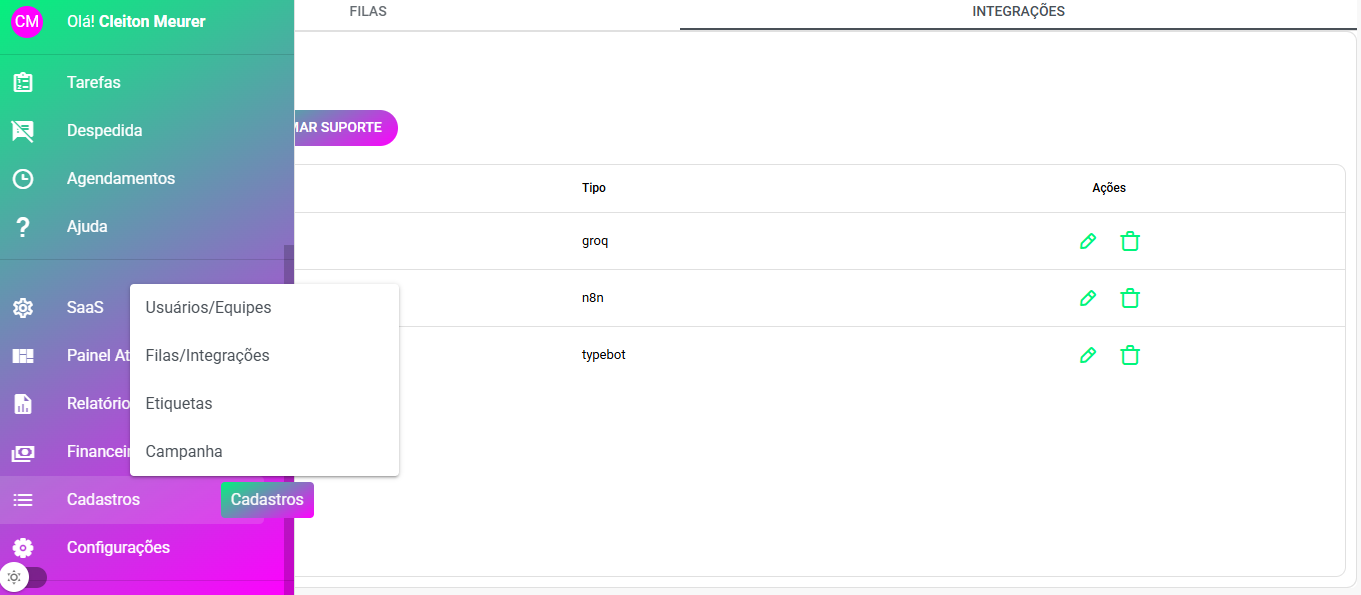 CM
Olá! Cleiton Meurer
FILAS
INTEGRAÇÕES
Tarefas
Despedida
MAR SUPORTE
Agendamentos
Tipo
Ações
Ajuda
groq
n8n
typebot
SaaS
Painel At
Relatório
Financeir
Usuários/Equipes
Filas/Integrações
Etiquetas
Campanha
Cadastros
Cadastros
Configurações